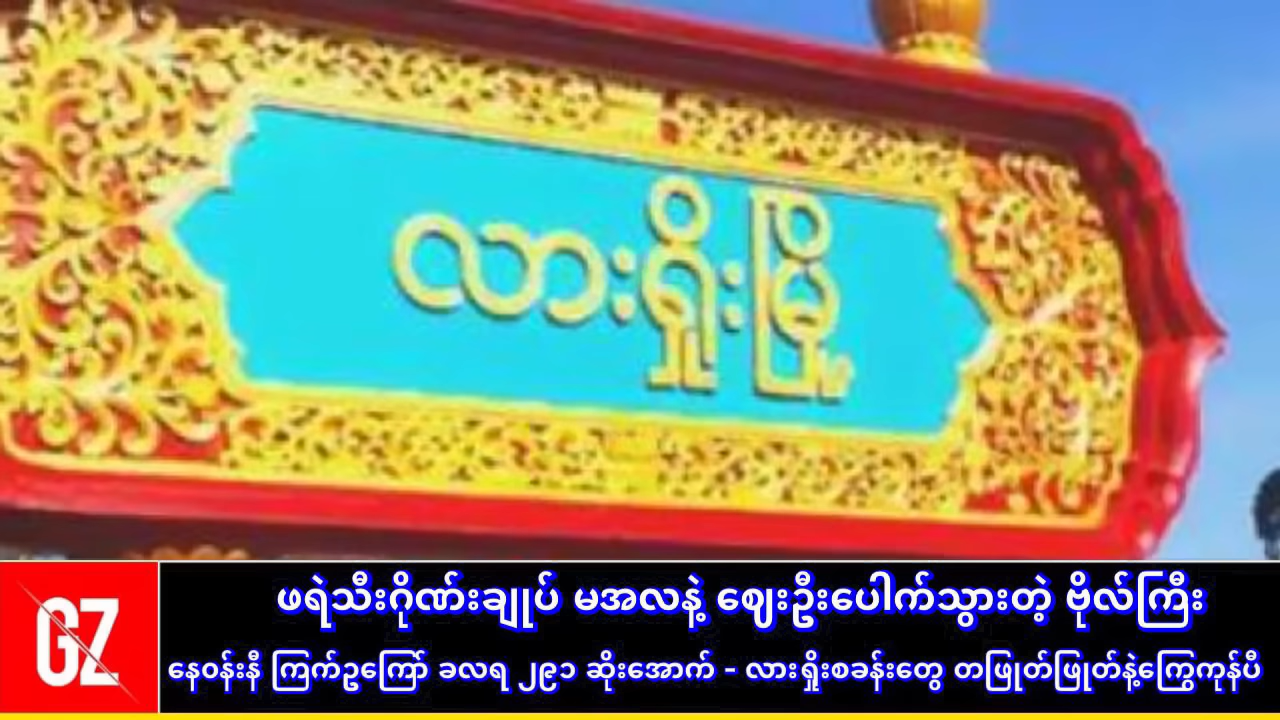 လားရှိုးမြို့
GZ
ဖရဲသီးဂိုဏ်းချုပ် မအလနဲ့ ဈေးဦးပေါက်သွားတဲ့ ဗိုလ်ကြီး
နေဝန်းနီ ကြက်ဥကြော် ခလရ ၂၉၁ ဆိုးအောက် - လားရှိုးစခန်းတွေ တဖြုတ်ဖြုတ်နဲ့ကြွေကုန်ပီ